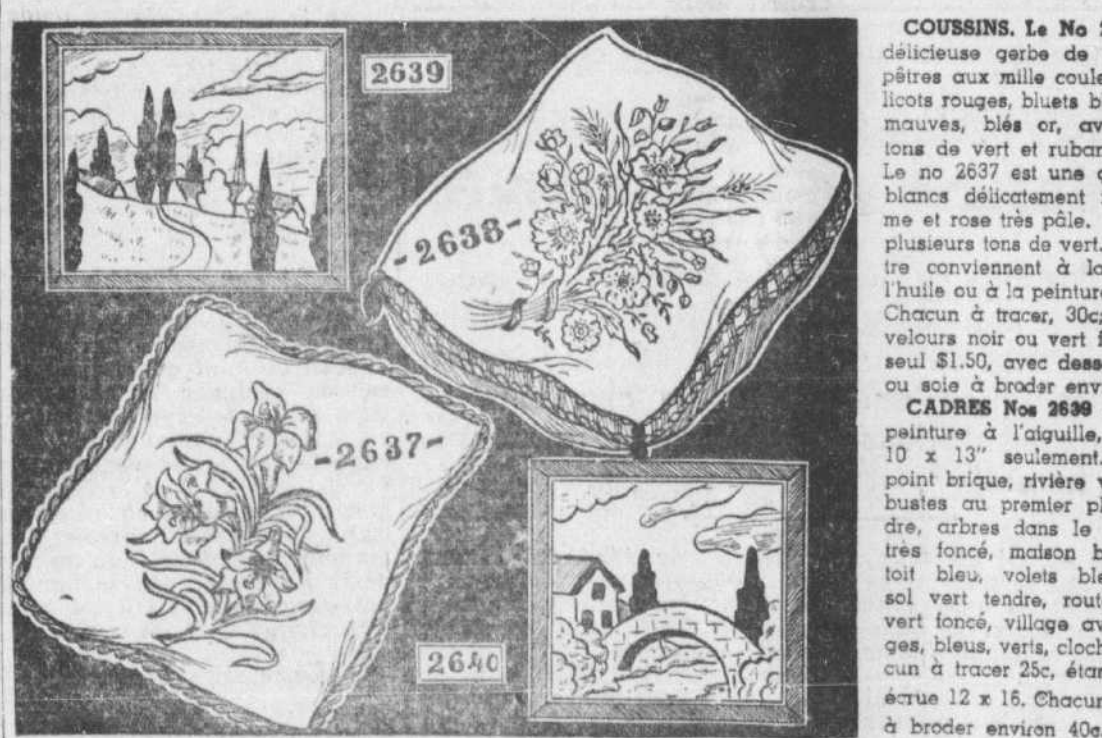 2639
-2638-
-2637-
2640
COUSSINS. Le No
délicieuse gerbe de
pêtres aux mille coule
licots rouges, bluets b
mauves, blés or, av
tons de vert et ruban
Le no 2637 est une
blancs délicatement
me et rose très pâle.
plusieurs tons de vert.
tre conviennent à la
l'huile ou à la peinture
Chacun à tracer, 30c;
velours noir ou vert f
seul $1.50, avec dess
ou soie à broder env
CADRES Nos 2639
peinture à l'aiguille,
10 x 13" seulement.
point brique, rivière v
bustes au premier pl
dre, arbres dans le
très foncé, maison b
toit bleu, volets ble
sol vert tendre, rout
vert foncé, village av
ges, bleus, verts, cloch
cun à tracer 25c, étam
écrue 12 x 16. Chacun
à broder environ 40c